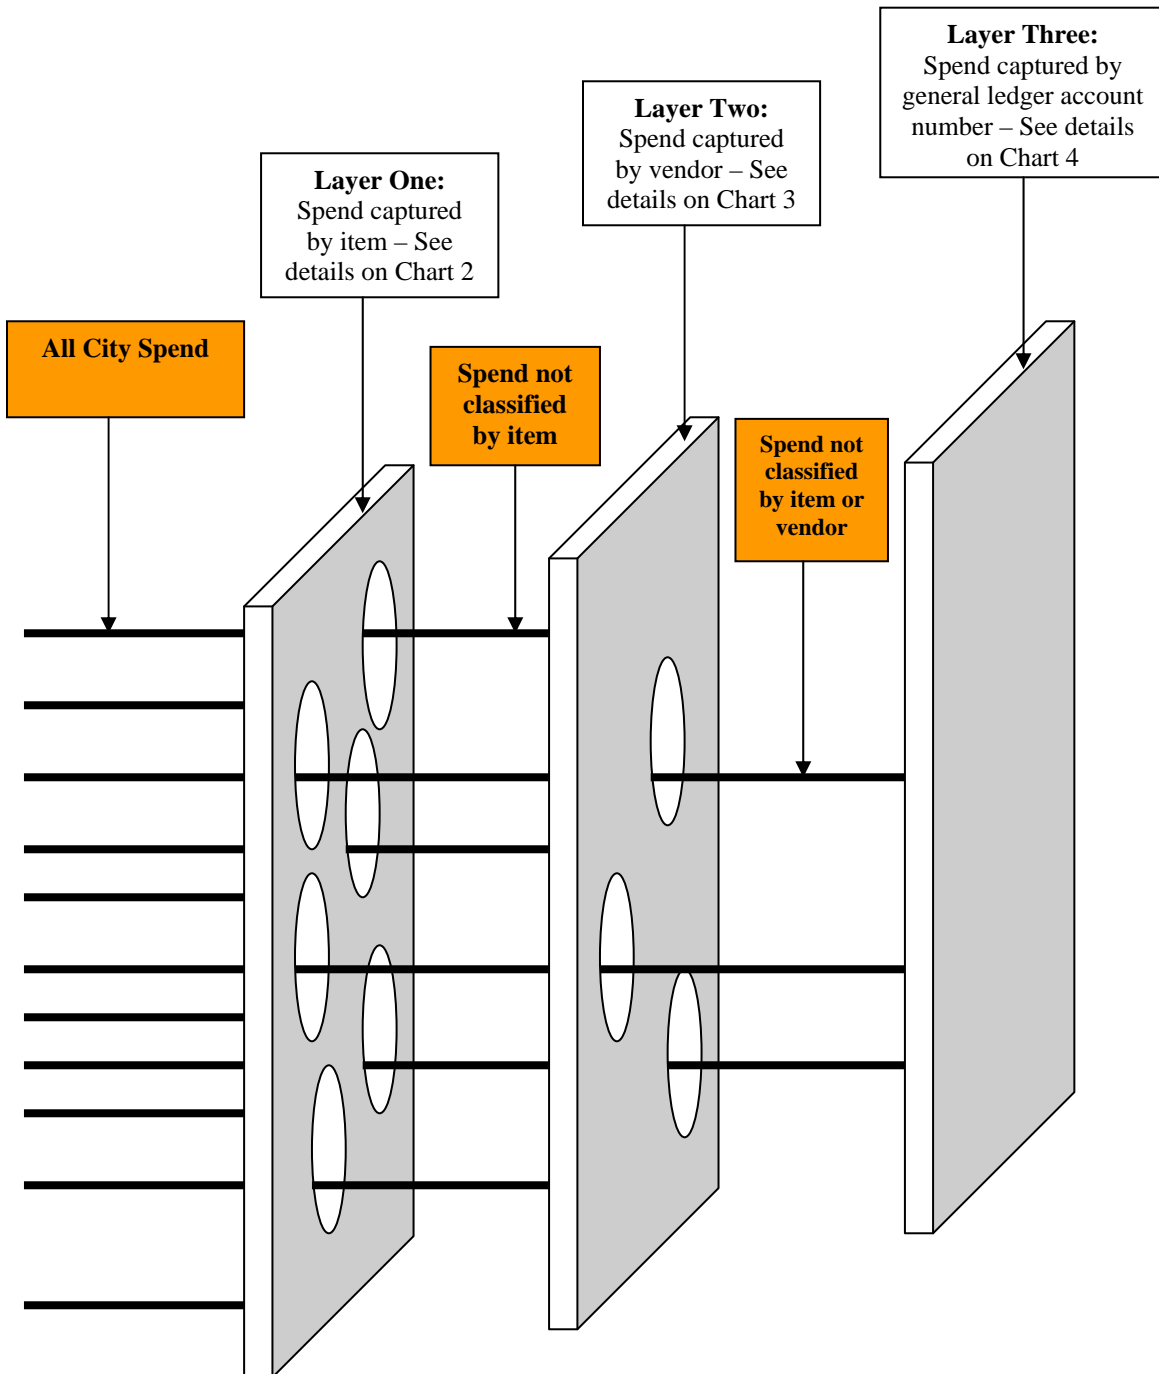 Layer Three:
Spend captured by
general ledger account
number – See details
on Chart 4
Layer Two:
Spend captured
by vendor – See
details on Chart 3
Layer One:
Spend captured
by item – See
details on Chart 2
All City Spend
Spend not
classified
by item
Spend not
classified
by item or
vendor